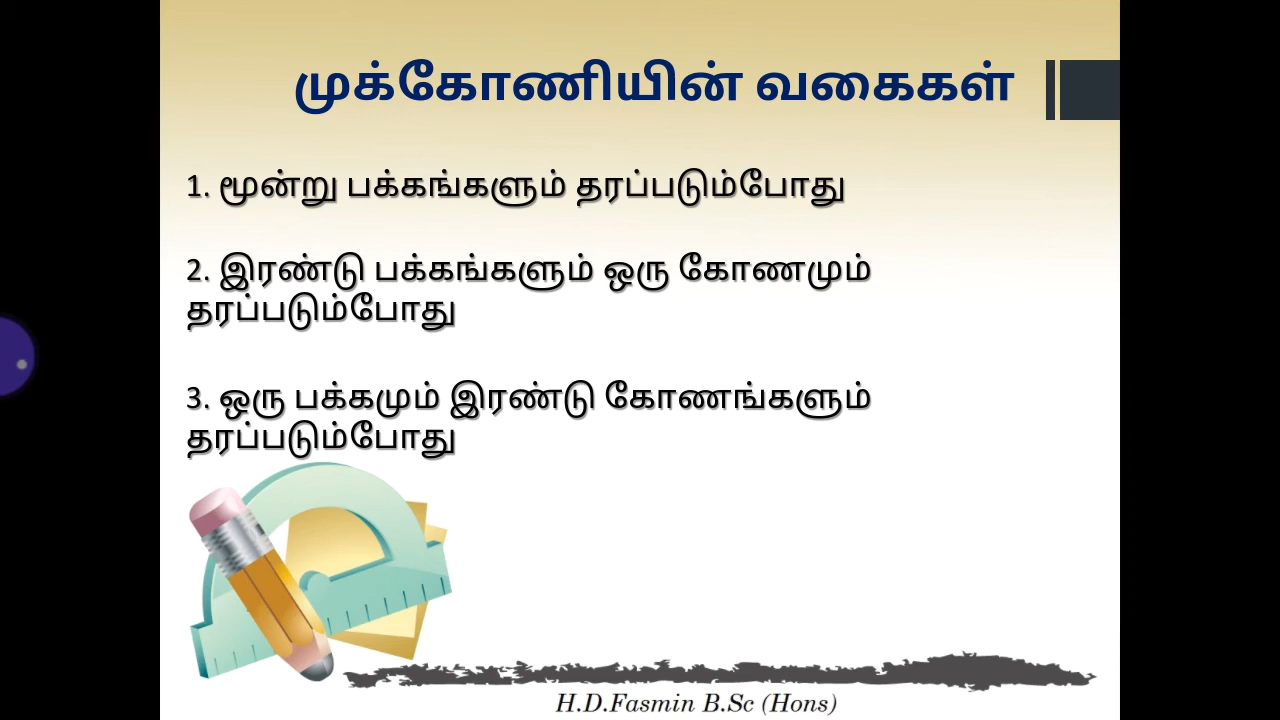 முக்கோணியின் வகைகள்
1. மூன்று பக்கங்களும் தரப்படும்போது
2. இரண்டு பக்கங்களும் ஒரு கோணமும்
தரப்படும்போது
3. ஒரு பக்கமும் இரண்டு கோணங்களும்
தரப்படும்போது
H.D.Fasmin B.Sc (Hons)